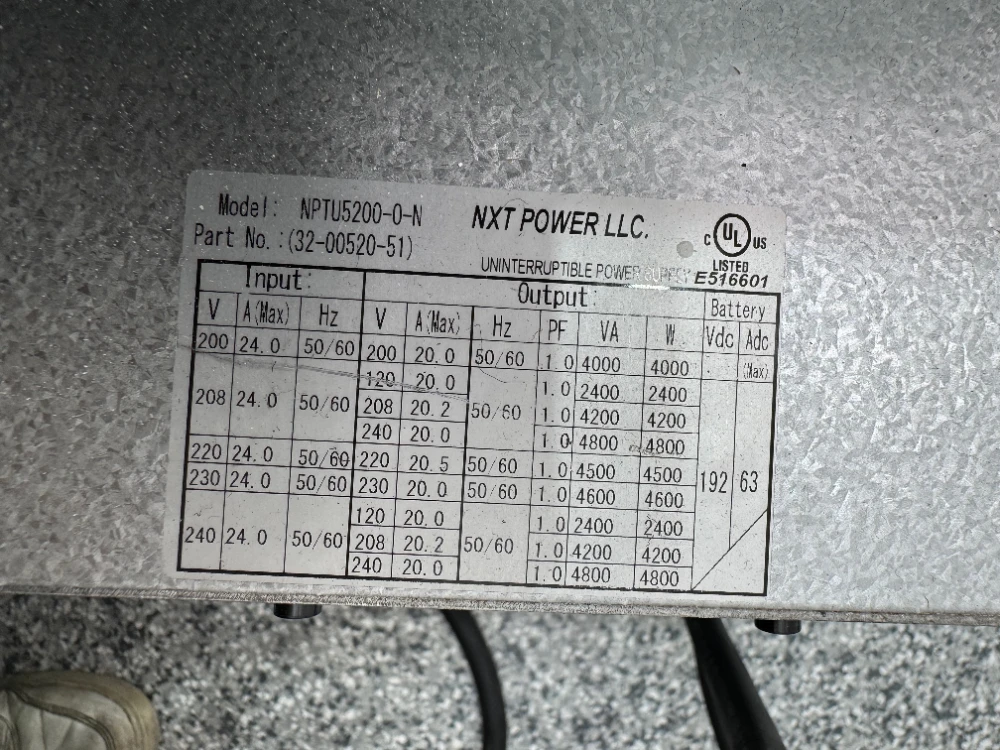 Model: NPTU5200-O-N
NXT POWER LLC.
Part No.:(32-00520-51)
C UL US
LISTED
UNINTERRUPTIBLE POWER SUPPLY E516601
Input: Output: Battery
V A(Max) Hz V A(Max) Hz PF VA W Vdc Adc
(Max)
200 24.0 50/60 200 20.0 50/60 1.0 4000 4000
120 20.0 1.0 2400 2400
208 24.0 50/60 208 20.2 50/60 1.0 4200 4200
240 20.0 1.0 4800 4800
220 24.0 50/60 220 20.5 50/60 1.0 4500 4500 192 63
230 24.0 50/60 230 20.0 50/60 1.0 4600 4600
120 20.0 1.0 2400 2400
240 24.0 50/60 208 20.2 50/60 1.0 4200 4200
240 20.0 1.0 4800 4800